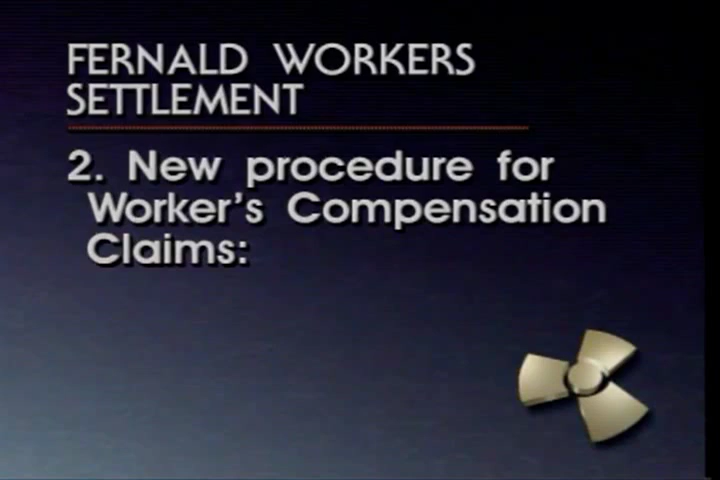 FERNALD WORKERS
SETTLEMENT
2. New procedure for
Worker's Compensation
Claims: